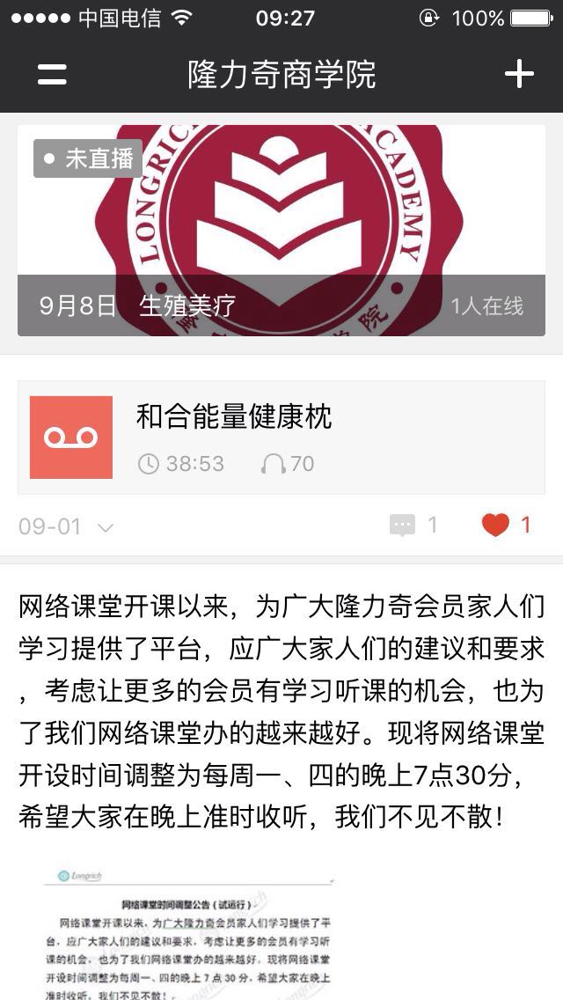 中国电信 09:27 100%
隆力奇商学院
未直播
LONGRICH ACADEMY
9月8日 生殖美疗 1人在线
学院
和合能量健康枕
38:53 70
09-01 1 1
网络课堂开课以来，为广大隆力奇会员家人们
学习提供了平台，应广大家人们的建议和要求
，考虑让更多的会员有学习听课的机会，也为
了我们网络课堂办的越来越好。现将网络课堂
开设时间调整为每周一、四的晚上7点30分，
希望大家在晚上准时收听，我们不见不散！
Longrich
网络课堂时间调整公告（试运行）
网络课堂开课以来，为广大隆力奇会员家人们学习提供了平
台，应广大家人们的建议和要求，考虑让更多的会员有学习听
课的机会，也为了我们网络课堂办的越来越好，现将网络课堂
开设时间调整为每周一、四的晚上7点30分，希望大家在晚上
准时收听，我们不见不散！